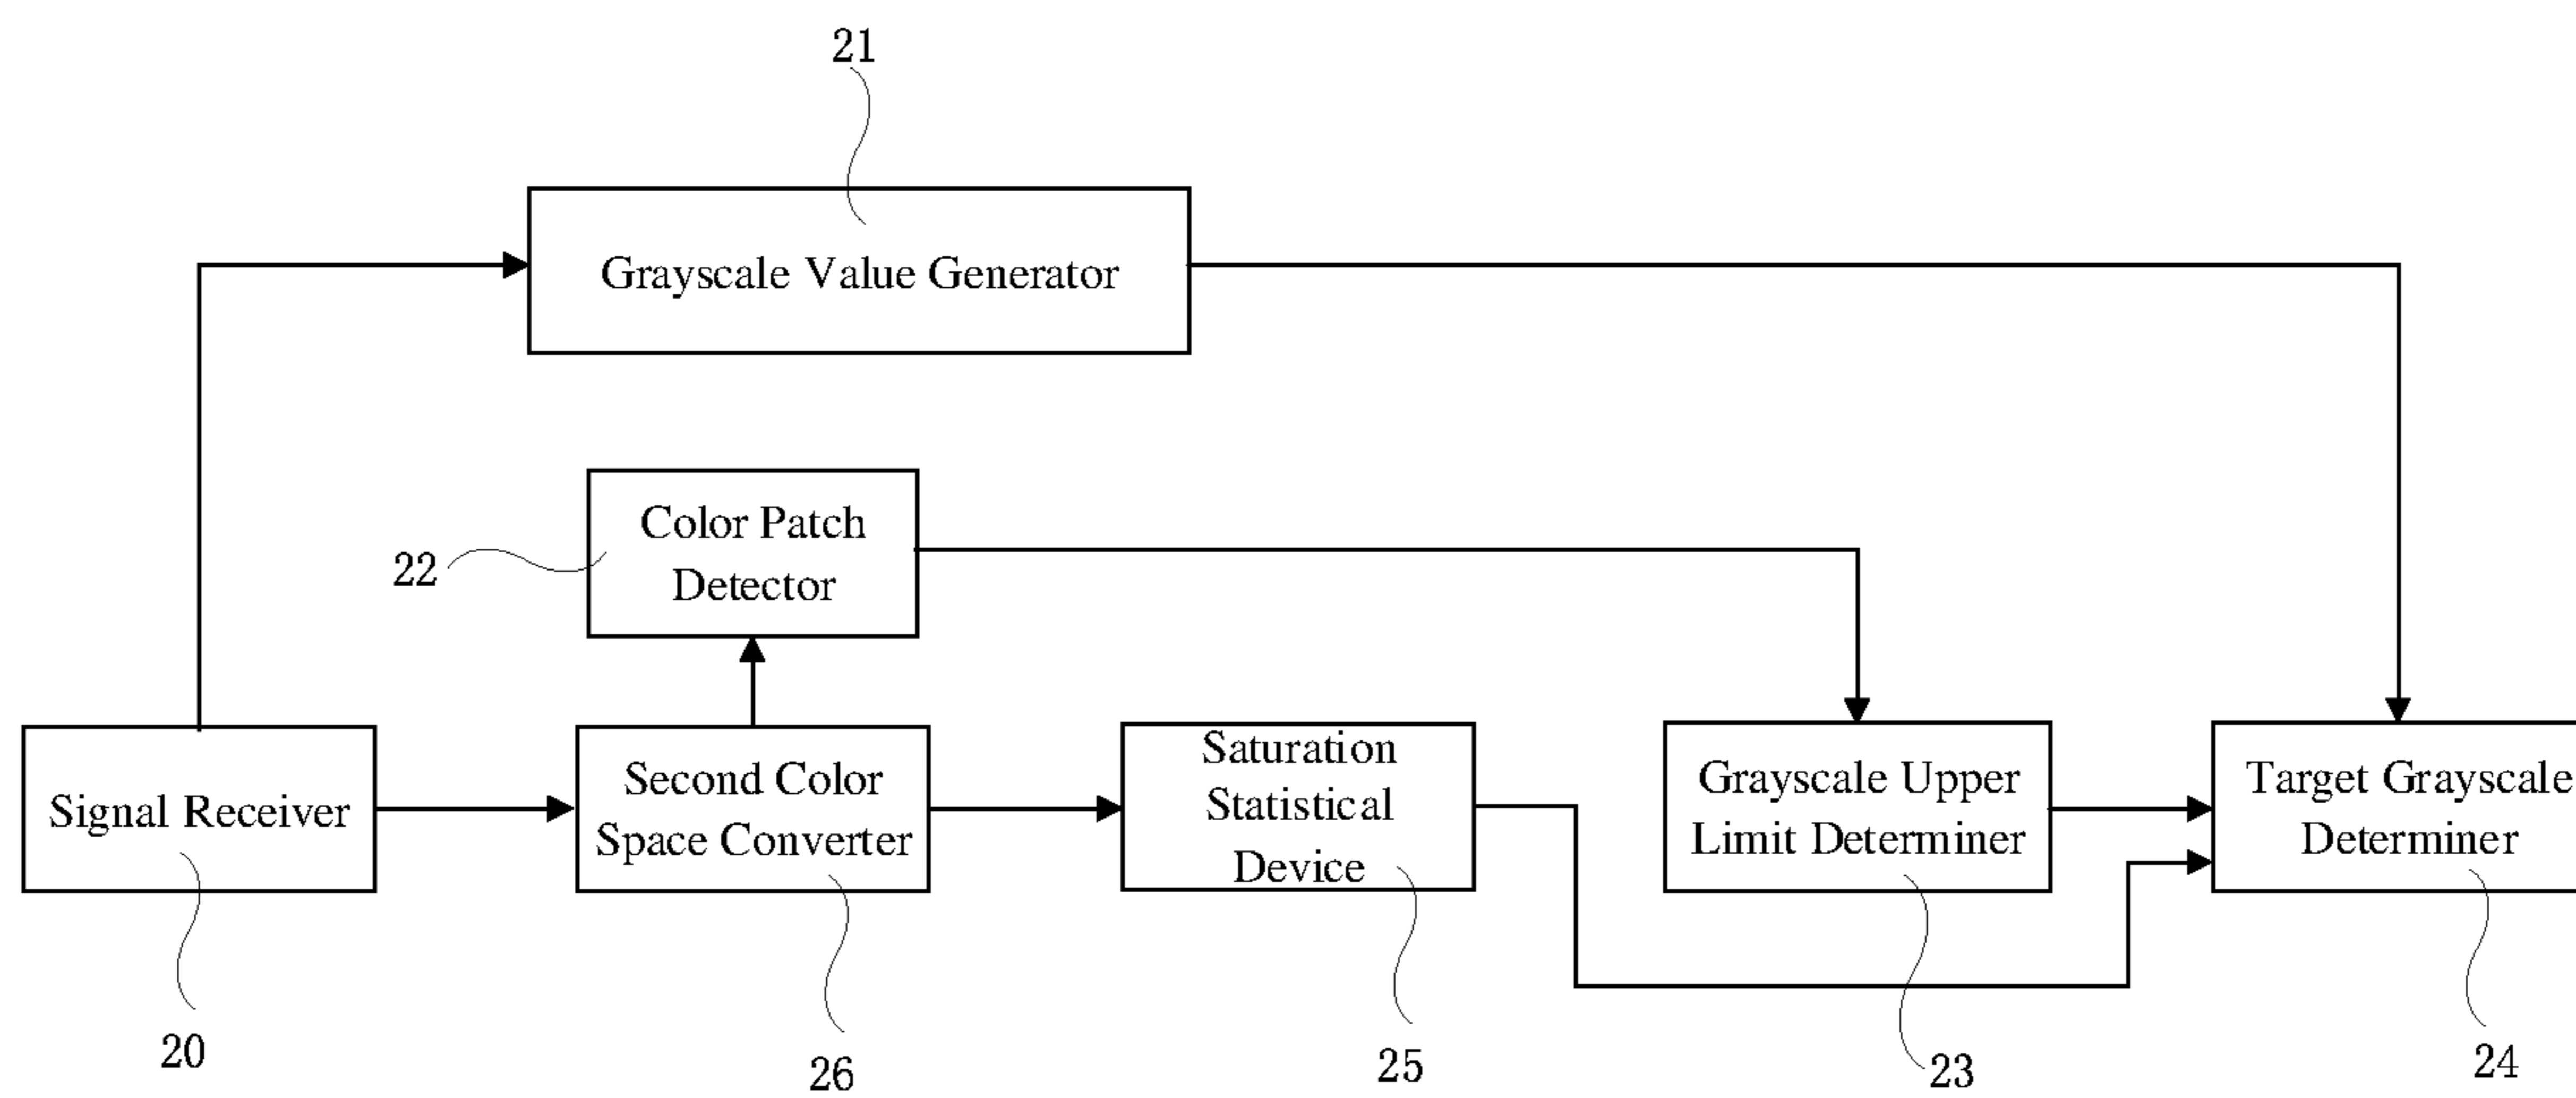 21
Grayscale Value Generator
Color Patch
Detector
22
Signal Receiver
Second Color
Space Converter
Saturation
Statistical
Device
Grayscale Upper
Limit Determiner
Target Grayscale
Determiner
20
26
25
23
24